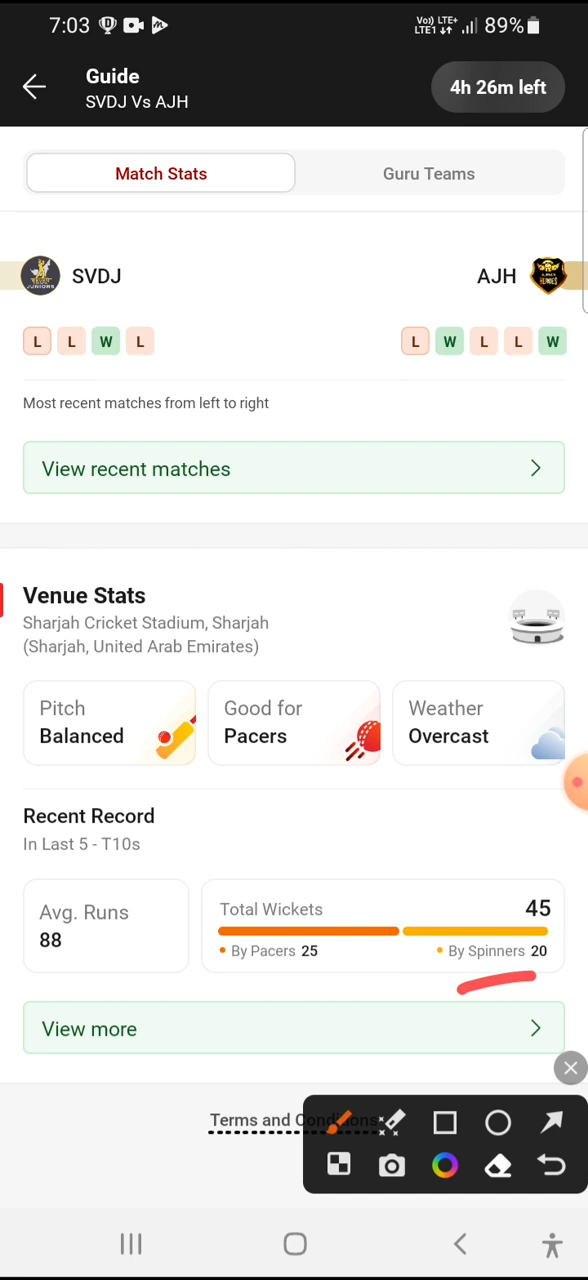 7:03
Vo)) LTE+
LTE1
89%
Guide
SVDJ Vs AJH
4h 26m left
Match Stats
Guru Teams
SVDJ
AJH
L L W L
L W L L W
Most recent matches from left to right
View recent matches
Venue Stats
Sharjah Cricket Stadium, Sharjah
(Sharjah, United Arab Emirates)
Pitch
Balanced
Good for
Pacers
Weather
Overcast
Recent Record
In Last 5 - T10s
Avg. Runs
88
Total Wickets
45
By Pacers 25
By Spinners 20
View more
Terms and Conditions